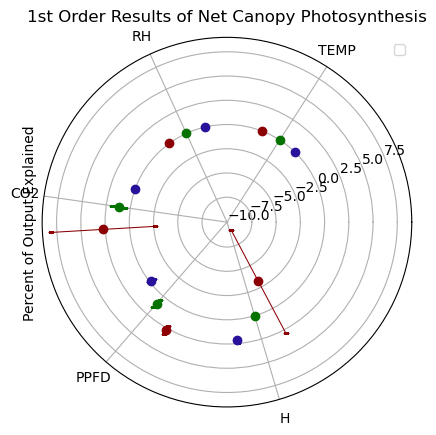 1st Order Results of Net Canopy Photosynthesis
RH
TEMP
7.5
5.0
2.5
0.0
−2.5
−5.0
−7.5
−10.0
CO2
Percent of Output Explained
PPFD
H